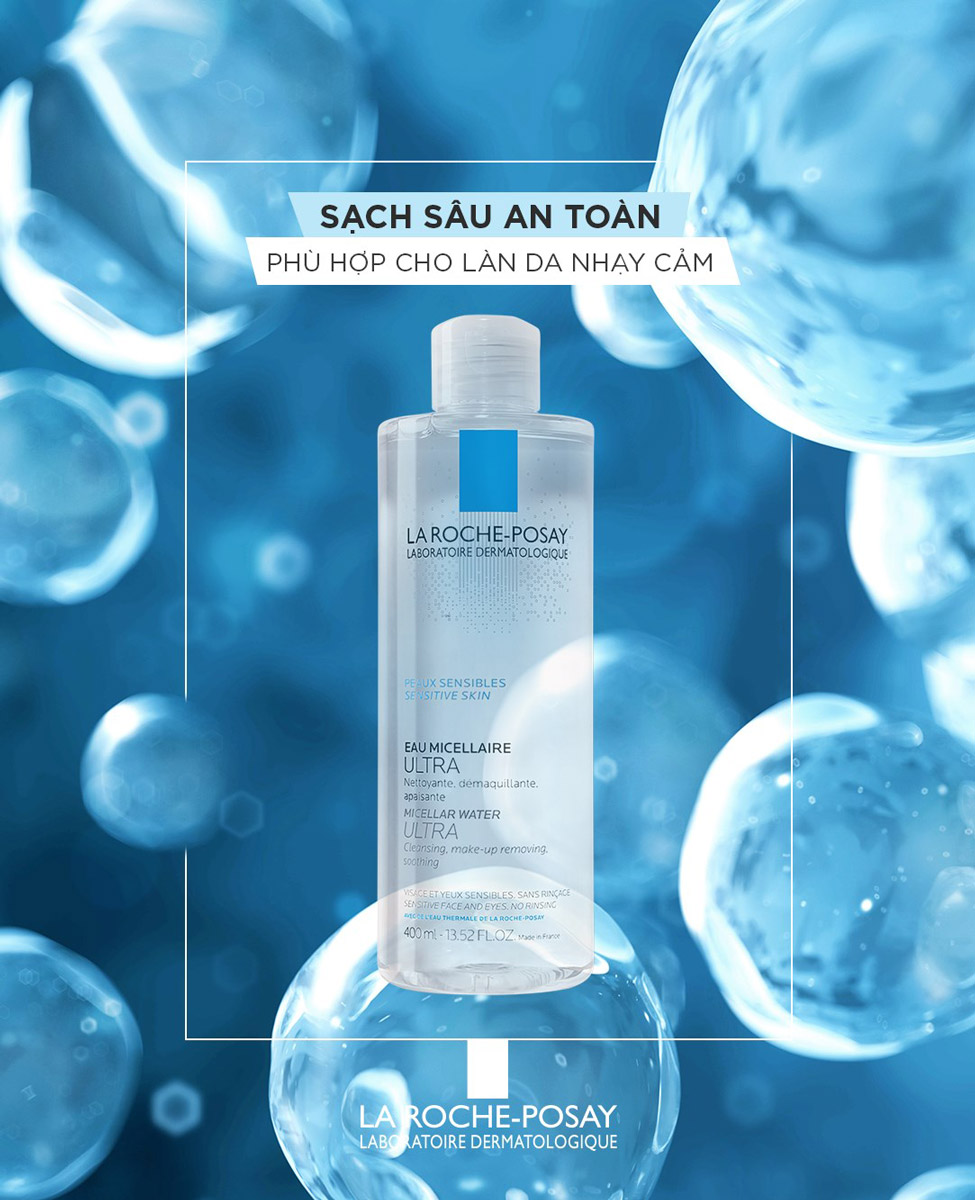 SẠCH SÂU AN TOÀN
PHÙ HỢP CHO LÀN DA NHẠY CẢM
LA ROCHE-POSAY
LABORATOIRE DERMATOLOGIQUE
PEAUX SENSIBLES
SENSITIVE SKIN
EAU MICELLAIRE
ULTRA
Nettoyante, démaquillante,
apaisante
MICELLAR WATER
ULTRA
Cleansing, make-up removing,
soothing
VISAGE ET YEUX SENSIBLES, SANS RINÇAGE
SENSITIVE FACE AND EYES, NO RINSING
AVEC DE L'EAU THERMALE DE LA ROCHE-POSAY
400 ml - 13.52 FL.OZ. Made in France
LA ROCHE-POSAY
LABORATOIRE DERMATOLOGIQUE